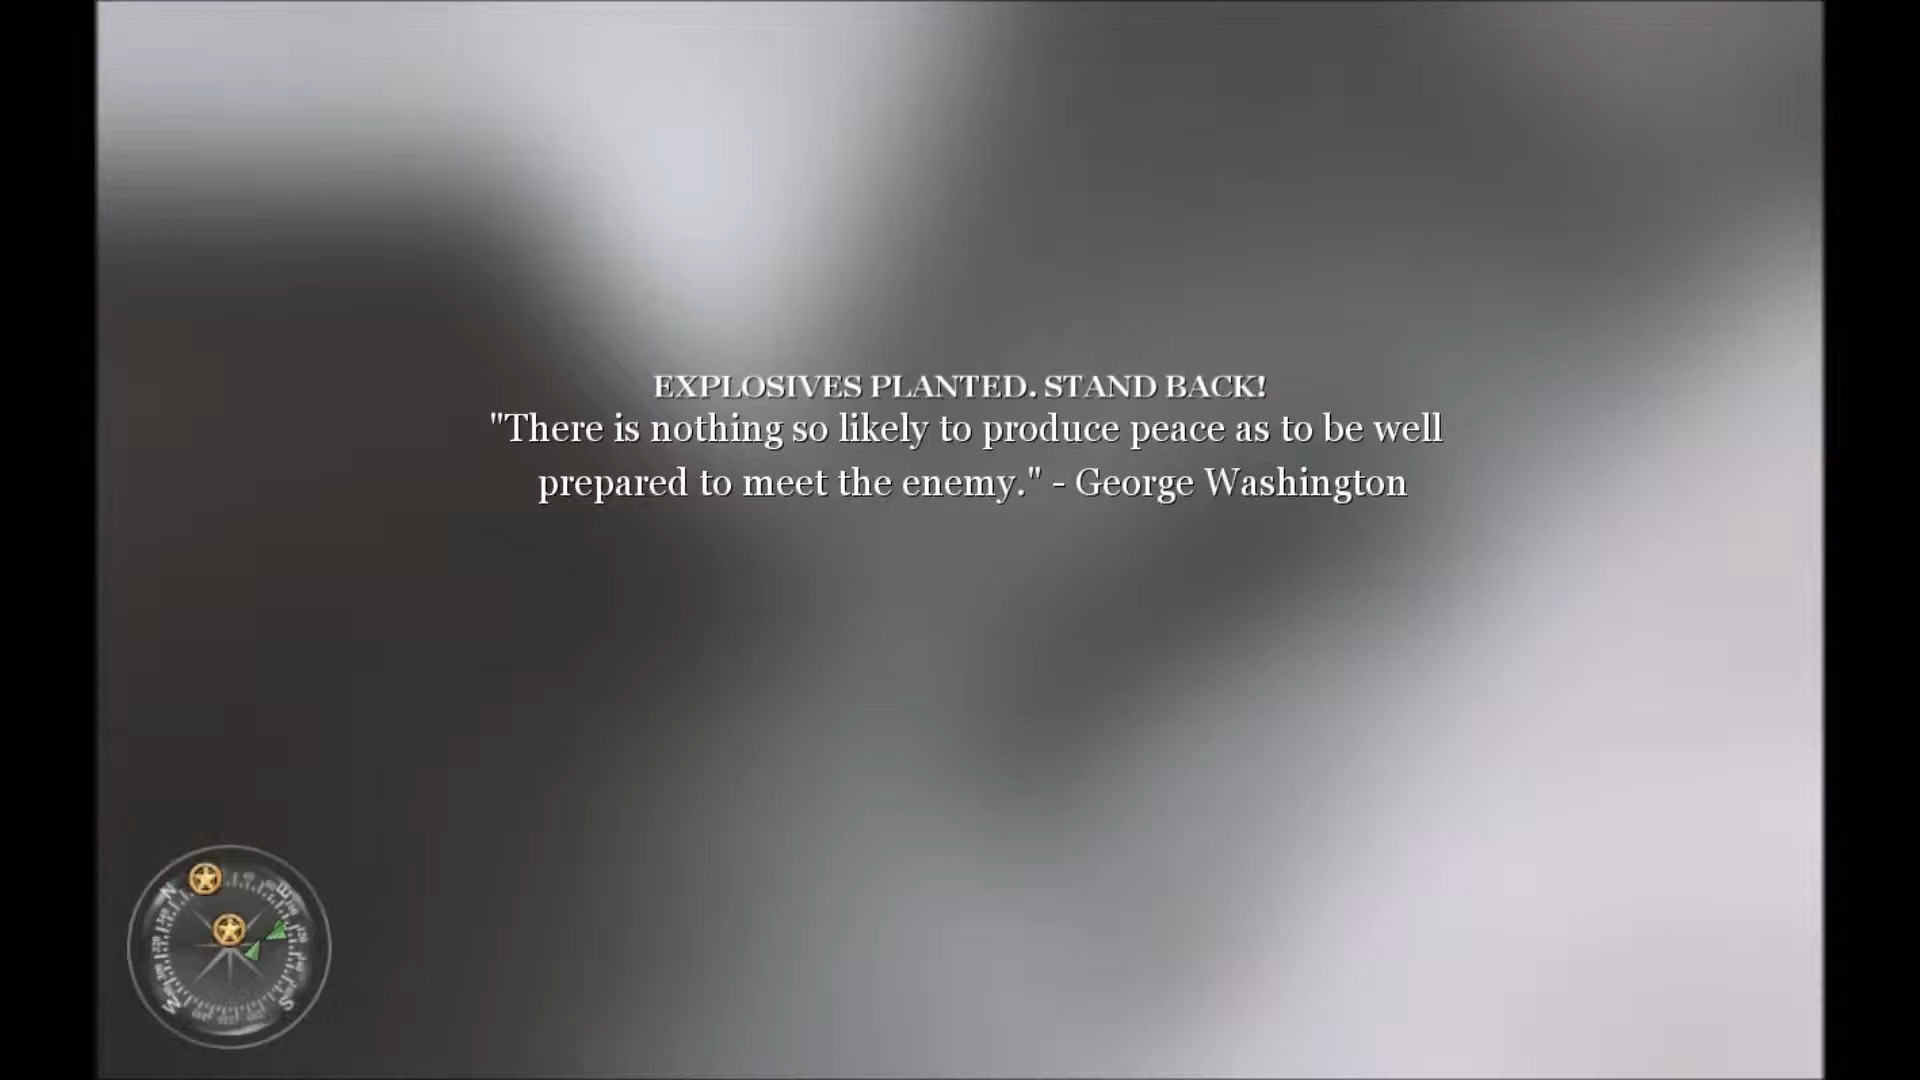 EXPLOSIVES PLANTED. STAND BACK!
"There is nothing so likely to produce peace as to be well
prepared to meet the enemy." - George Washington
N
E
S
W